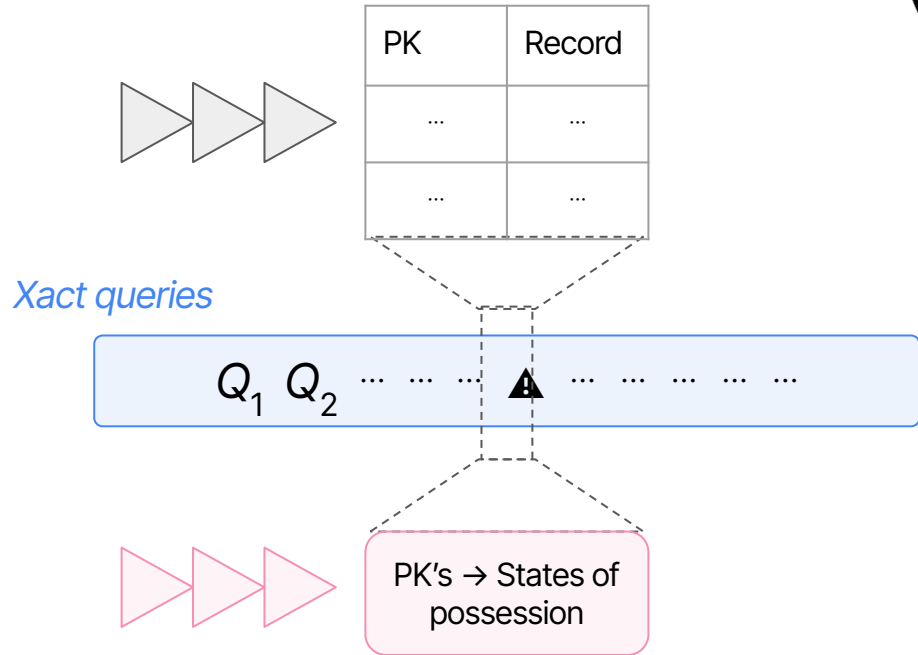 PK Record
... ...
... ...
Xact queries
Q1 Q2 ... ... ... ... ... ... ... ...
PK's → States of
possession